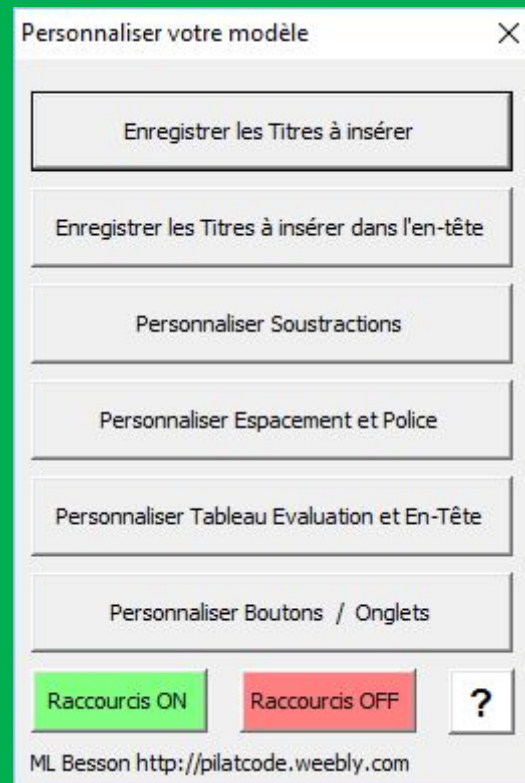 Personnaliser votre modèle
Enregistrer les Titres à insérer
Enregistrer les Titres à insérer dans l'en-tête
Personnaliser Soustractions
Personnaliser Espacement et Police
Personnaliser Tableau Evaluation et En-Tête
Personnaliser Boutons / Onglets
Raccourcis ON Raccourcis OFF ?
ML Besson http://pilatcode.weebly.com